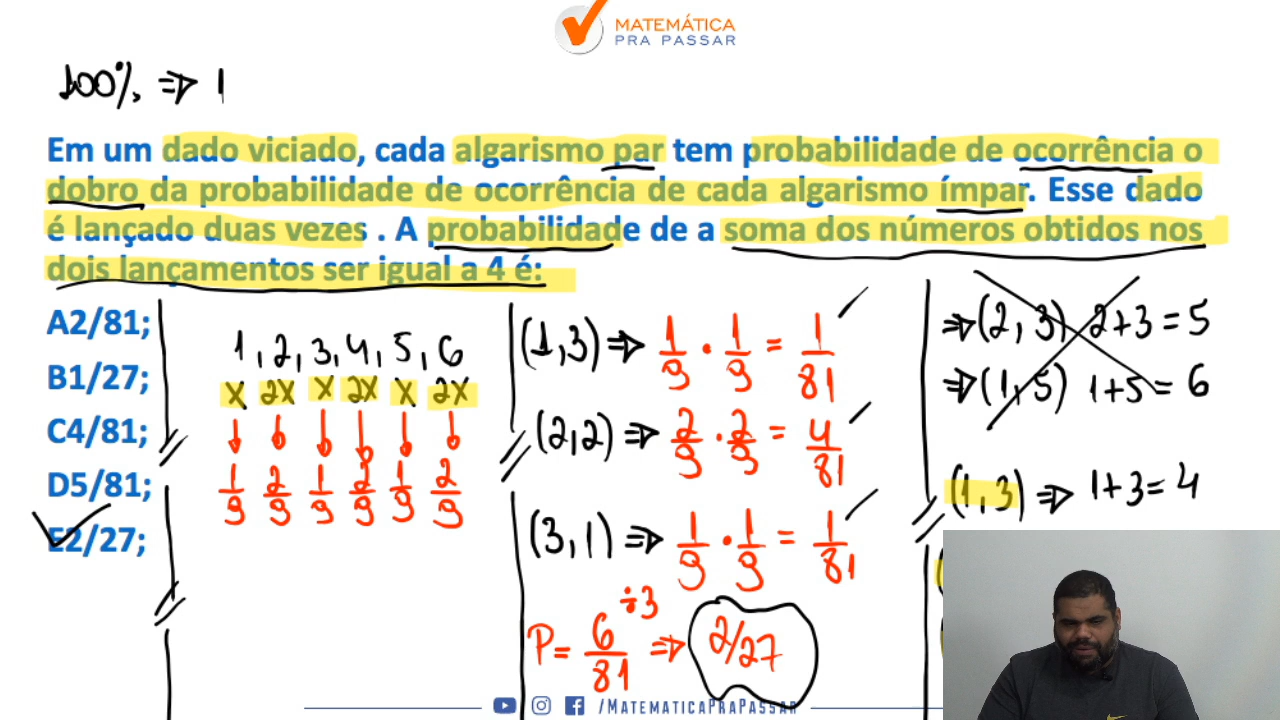 MATEMÁTICA
PRA PASSAR
100% ⇒ 1
Em um dado viciado, cada algarismo par tem probabilidade de ocorrência o
dobro da probabilidade de ocorrência de cada algarismo ímpar. Esse dado
é lançado duas vezes . A probabilidade de a soma dos números obtidos nos
dois lançamentos ser igual a 4 é:
A2/81;
B1/27;
C4/81;
D5/81;
E2/27;
1, 2, 3, 4, 5, 6
x 2x x 2x x 2x
1/9 2/9 1/9 2/9 1/9 2/9
(1,3) ⇒ 1/9 · 1/9 = 1/81
(2,2) ⇒ 2/9 · 2/9 = 4/81
(3,1) ⇒ 1/9 · 1/9 = 1/81
P = 6/81 ÷3 ⇒ 2/27
⇒ (2, 3) 2+3=5
⇒ (1, 5) 1+5=6
(1,3) ⇒ 1+3=4
/MATEMATICAPRAPASSAR